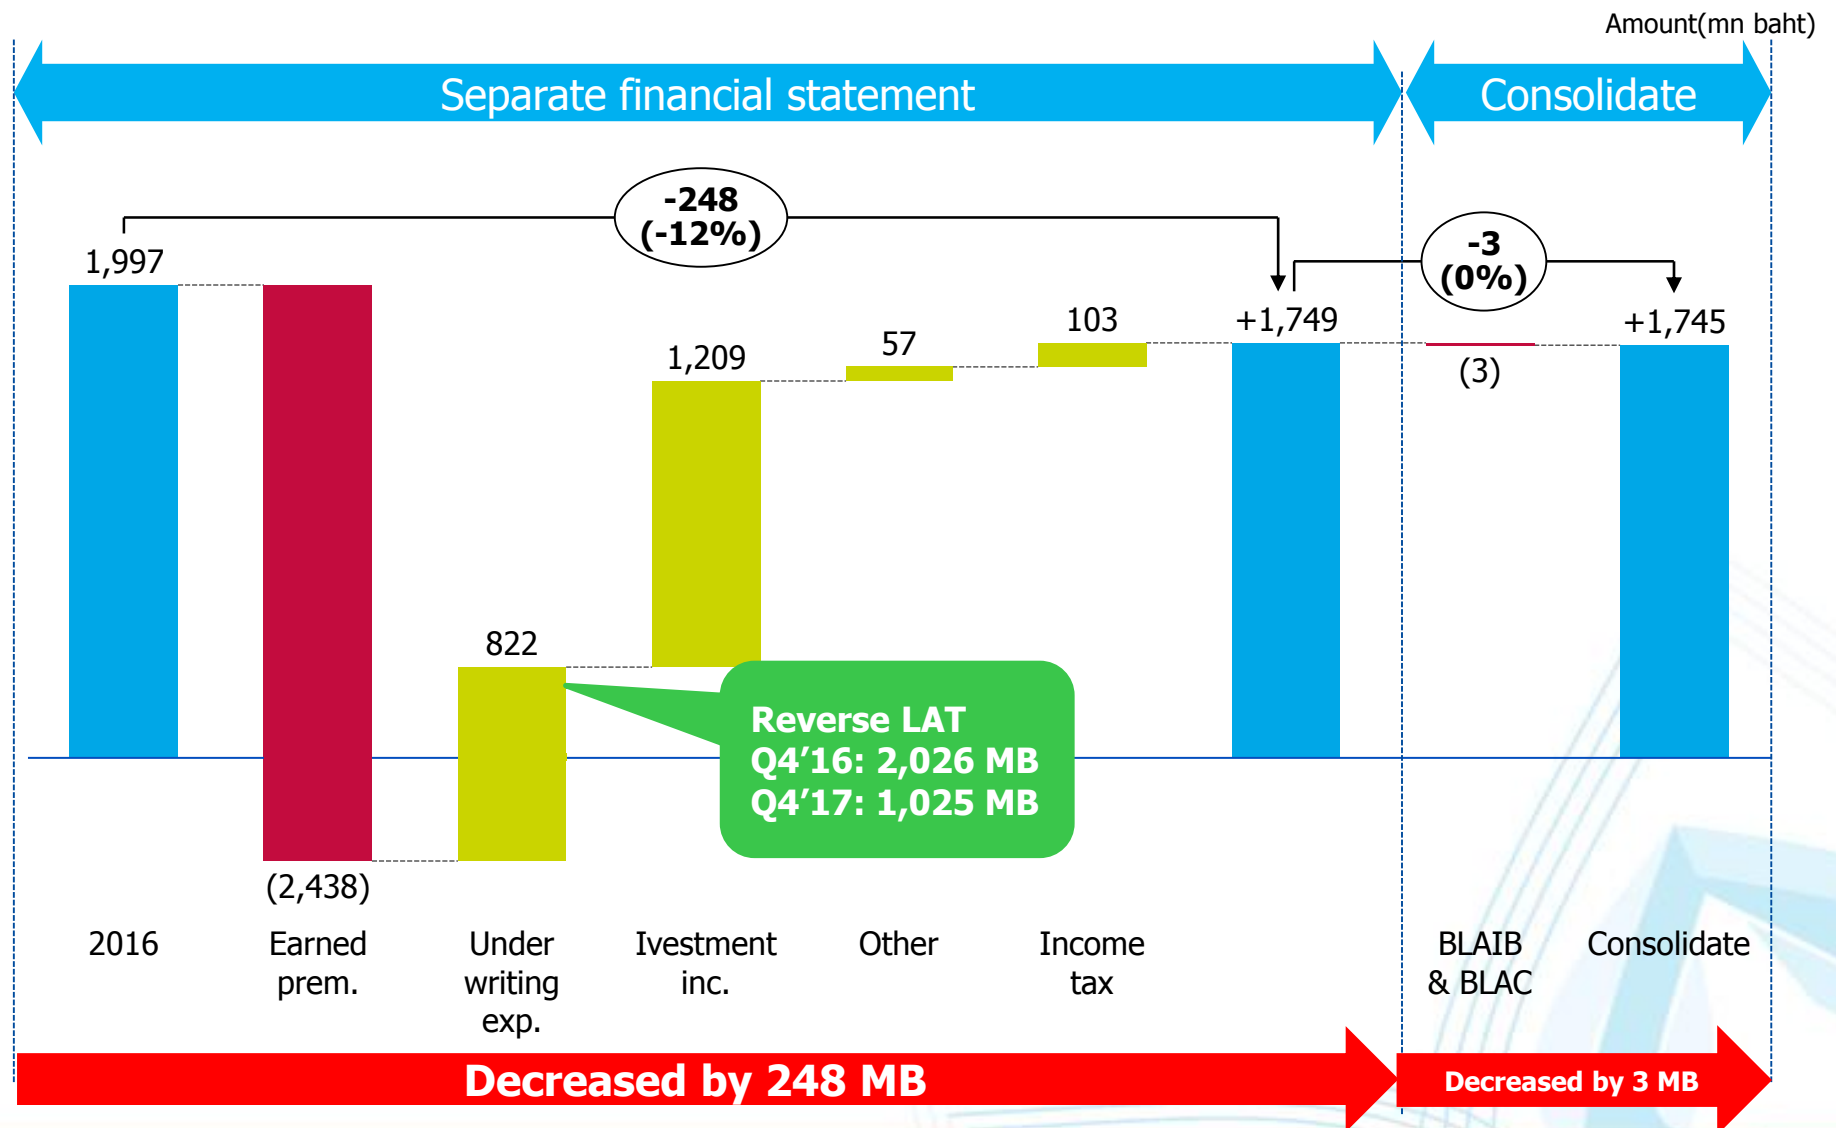 Amount(mn baht)
Separate financial statement
Consolidate
-248
(-12%)
-3
(0%)
1,997
(2,438)
822
1,209
57
103
+1,749
(3)
+1,745
Reverse LAT
Q4’16: 2,026 MB
Q4’17: 1,025 MB
2016
Earned
prem.
Under
writing
exp.
Ivestment
inc.
Other
Income
tax
BLAIB
& BLAC
Consolidate
Decreased by 248 MB
Decreased by 3 MB